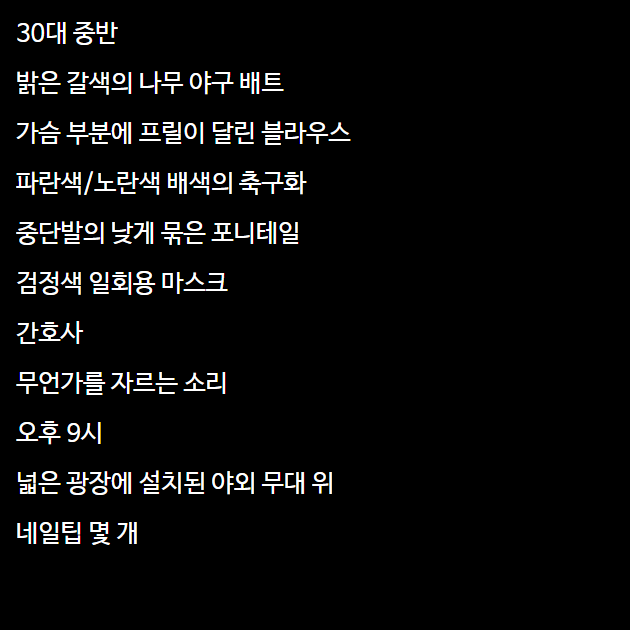 30대 중반
밝은 갈색의 나무 야구 배트
가슴 부분에 프릴이 달린 블라우스
파란색/노란색 배색의 축구화
중단발의 낮게 묶은 포니테일
검정색 일회용 마스크
간호사
무언가를 자르는 소리
오후 9시
넓은 광장에 설치된 야외 무대 위
네일팁 몇 개